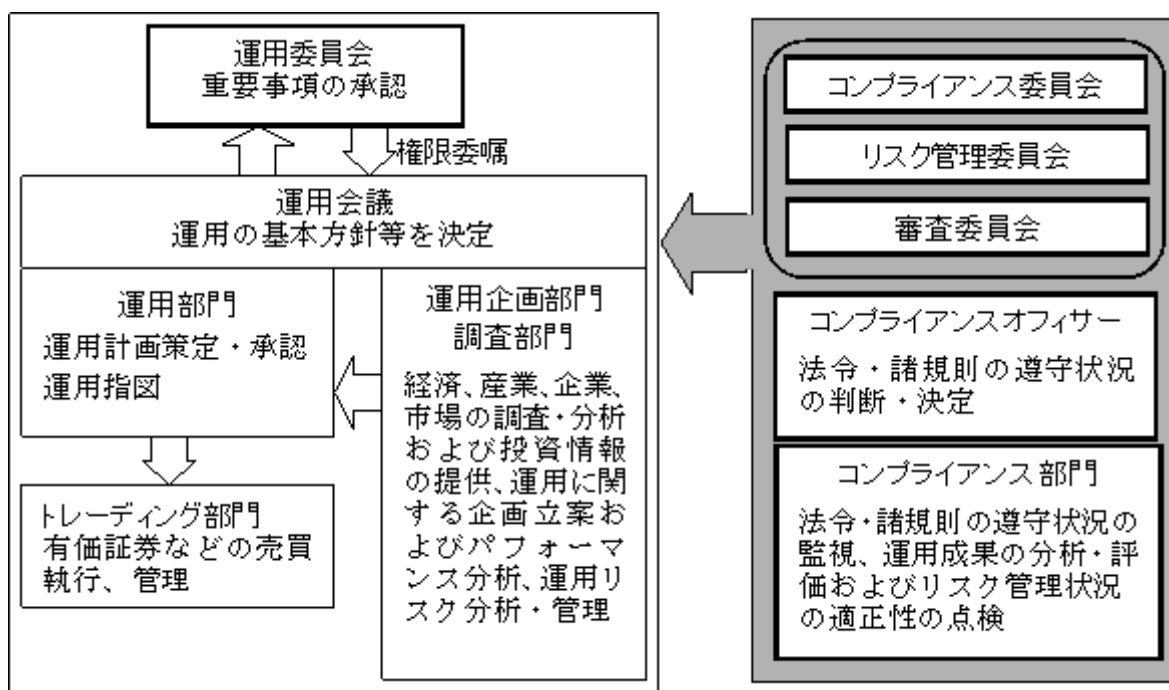 運用委員会
重要事項の承認
権限委嘱
運用会議
運用の基本方針等を決定
運用部門
運用計画策定・承認
運用指図
トレーディング部門
有価証券などの売買
執行、管理
運用企画部門
調査部門
経済、産業、企業、
市場の調査・分析
および投資情報
の提供、運用に関
する企画立案お
よびパフォーマ
ンス分析、運用リ
スク分析・管理
コンプライアンス委員会
リスク管理委員会
審査委員会
コンプライアンスオフィサー
法令・諸規則の遵守状況
の判断・決定
コンプライアンス部門
法令・諸規則の遵守状況の
監視、運用成果の分析・評
価およびリスク管理状況
の適正性の点検